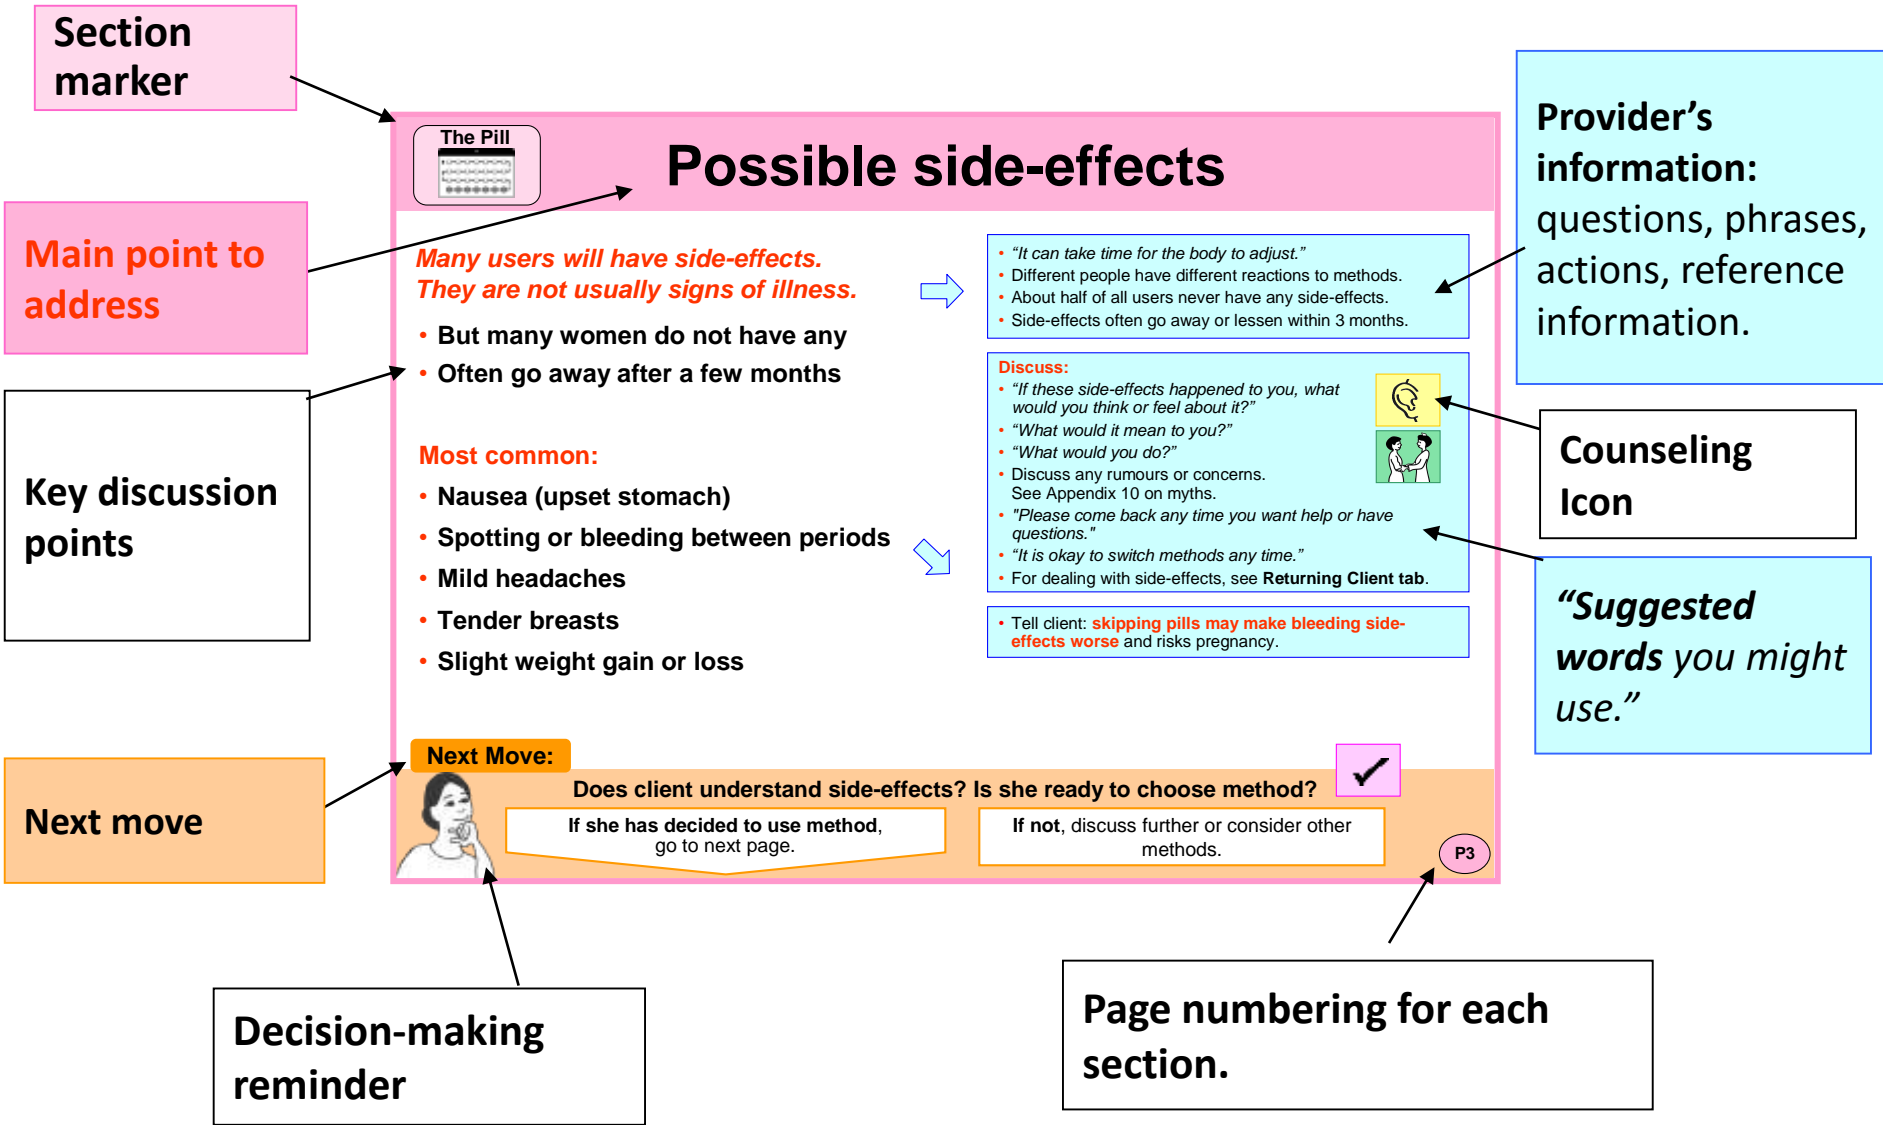 Section
marker
Main point to
address
Key discussion
points
Next move
The Pill
Possible side-effects
Many users will have side-effects.
They are not usually signs of illness.
• But many women do not have any
• Often go away after a few months
Most common:
• Nausea (upset stomach)
• Spotting or bleeding between periods
• Mild headaches
• Tender breasts
• Slight weight gain or loss
• “It can take time for the body to adjust.”
• Different people have different reactions to methods.
• About half of all users never have any side-effects.
• Side-effects often go away or lessen within 3 months.
Discuss:
• “If these side-effects happened to you, what
would you think or feel about it?”
• “What would it mean to you?”
• “What would you do?”
• Discuss any rumours or concerns.
See Appendix 10 on myths.
• "Please come back any time you want help or have
questions."
• “It is okay to switch methods any time.”
• For dealing with side-effects, see Returning Client tab.
• Tell client: skipping pills may make bleeding side-
effects worse and risks pregnancy.
Next Move:
Does client understand side-effects? Is she ready to choose method?
If she has decided to use method,
go to next page.
If not, discuss further or consider other
methods.
P3
Provider’s
information:
questions, phrases,
actions, reference
information.
Counseling
Icon
“Suggested
words you might
use.”
Decision-making
reminder
Page numbering for each
section.